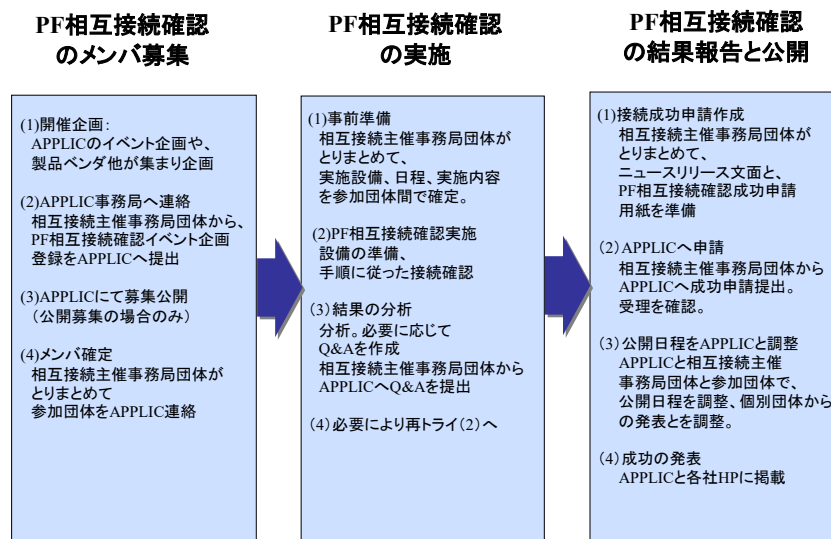 PF相互接続確認
のメンバ募集
(1)開催企画:
APPLICのイベント企画や、
製品ベンダ他が集まり企画
(2)APPLIC事務局へ連絡
相互接続主催事務局団体から、
PF相互接続確認イベント企画
登録をAPPLICへ提出
(3)APPLICにて募集公開
（公開募集の場合のみ）
(4)メンバ確定
相互接続主催事務局団体が
とりまとめて
参加団体をAPPLIC連絡
PF相互接続確認
の実施
(1)事前準備
相互接続主催事務局団体が
とりまとめて、
実施設備、日程、実施内容
を参加団体間で確定。
(2)PF相互接続確認実施
設備の準備、
手順に従った接続確認
(3)結果の分析
分析。必要に応じて
Q&Aを作成
相互接続主催事務局団体から
APPLICへQ&Aを提出
(4)必要により再トライ(2)へ
PF相互接続確認
の結果報告と公開
(1)接続成功申請作成
相互接続主催事務局団体が
とりまとめて、
ニュースリリース文面と、
PF相互接続確認成功申請
用紙を準備
(2) APPLICへ申請
相互接続主催事務局団体から
APPLICへ成功申請提出。
受理を確認。
(3)公開日程をAPPLICと調整
APPLICと相互接続主催
事務局団体と参加団体で、
公開日程を調整、個別団体から
の発表とを調整。
(4)成功の発表
APPLICと各社HPに掲載